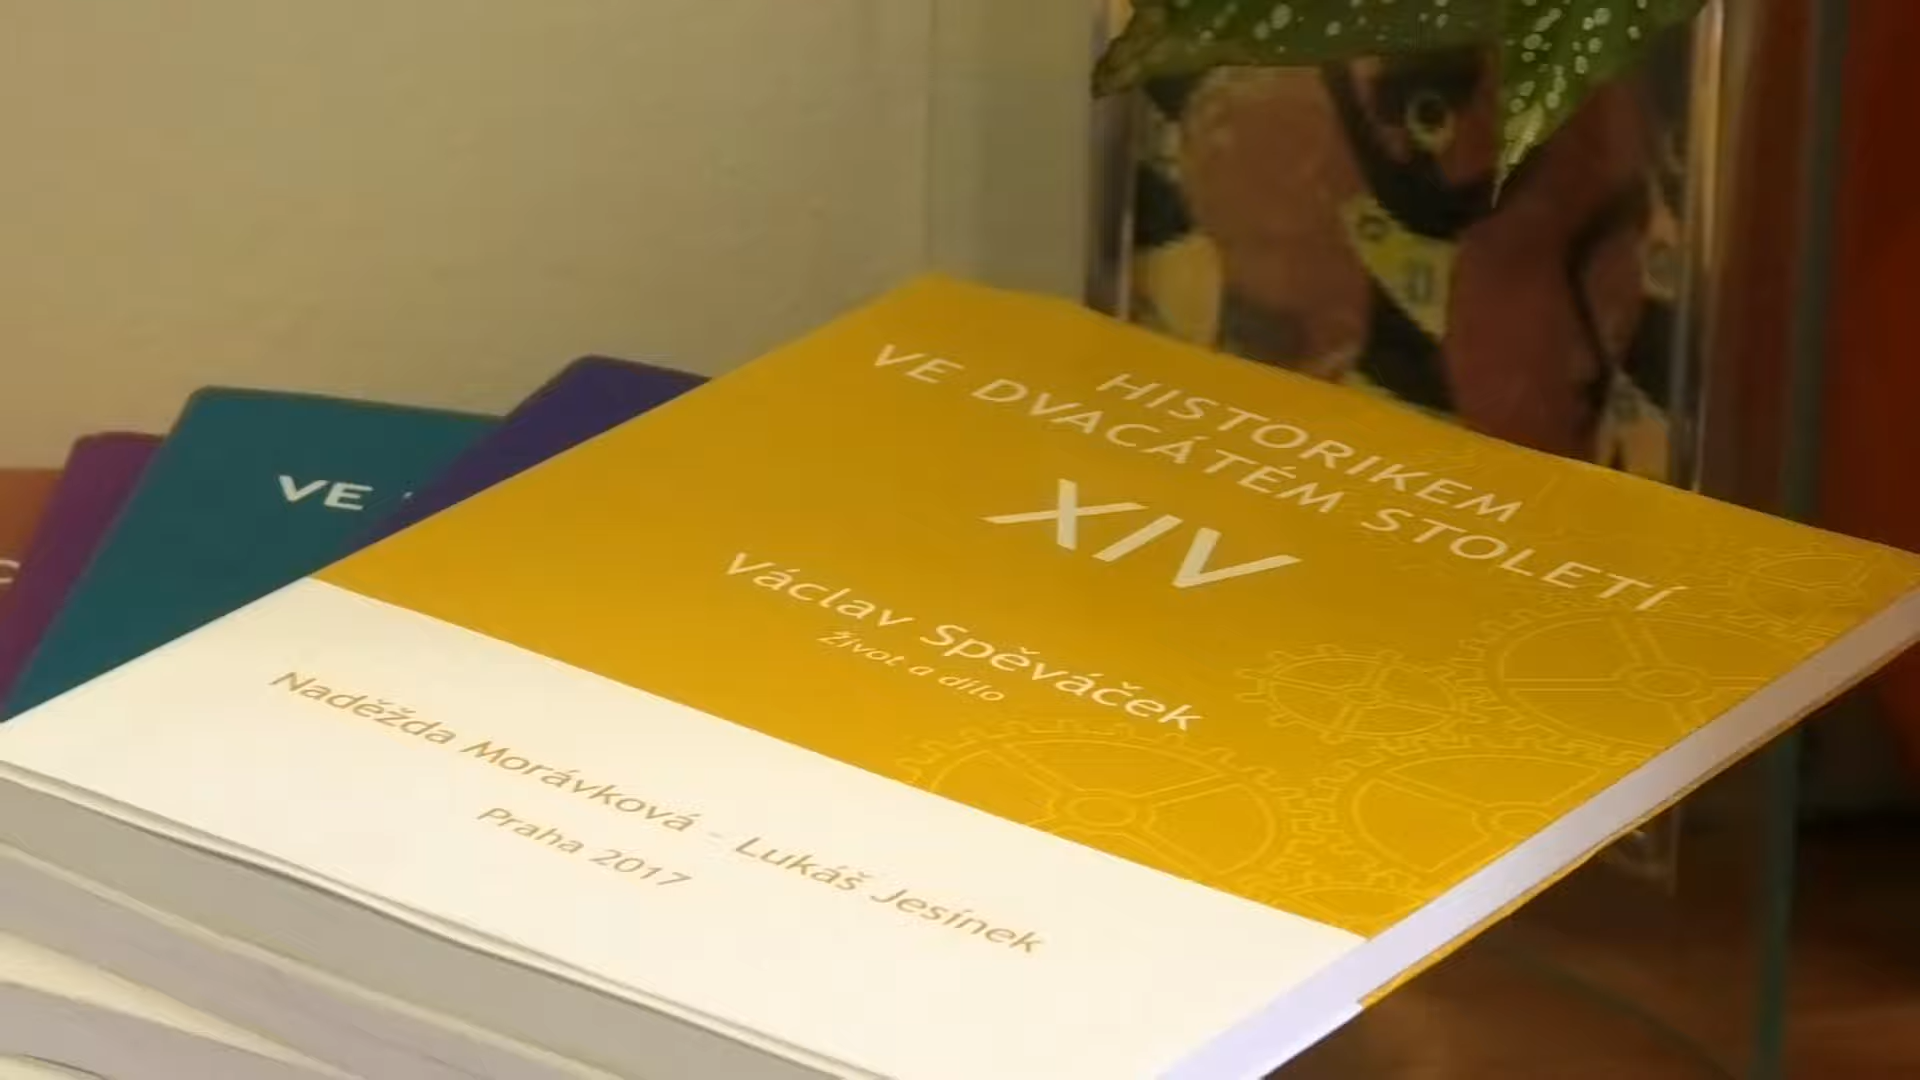 HISTORIKEM
VE DVACÁTÉM STOLETÍ
XIV
Václav Spěváček
Život a dílo
Naděžda Morávková - Lukáš Jesínek
Praha 2017
VE